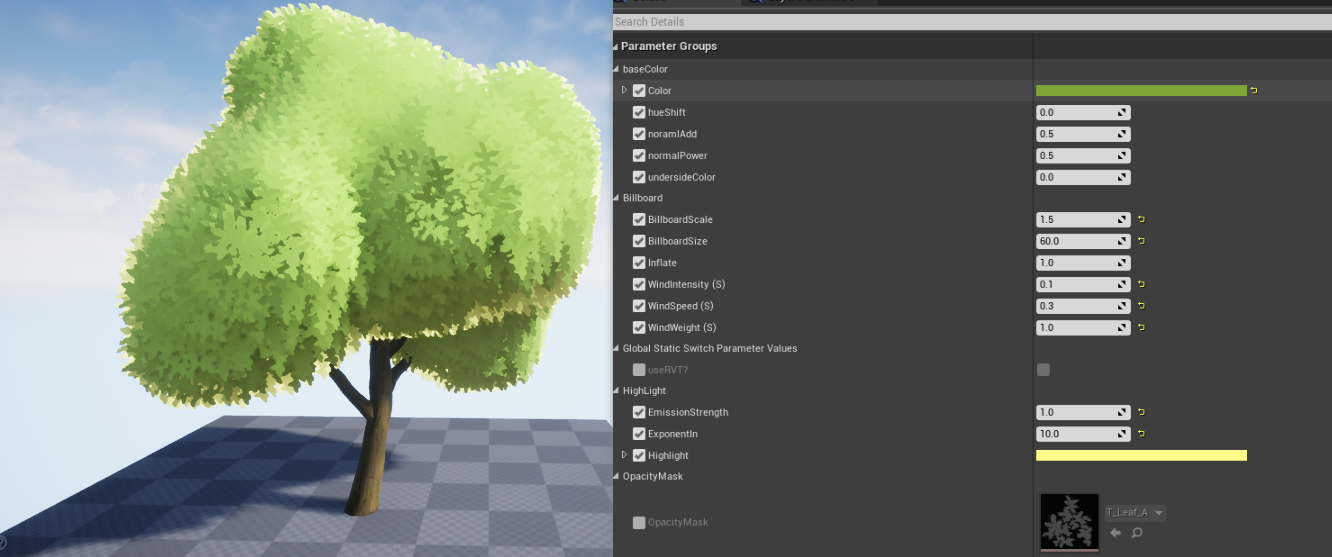 Search Details
Parameter Groups
baseColor
Color
hueShift 0.0
noramlAdd 0.5
normalPower 0.5
undersideColor 0.0
Billboard
BillboardScale 1.5
BillboardSize 60.0
Inflate 1.0
WindIntensity (S) 0.1
WindSpeed (S) 0.3
WindWeight (S) 1.0
Global Static Switch Parameter Values
useRVT?
HighLight
EmissionStrength 1.0
ExponentIn 10.0
Highlight
OpacityMask
OpacityMask T_Leaf_A